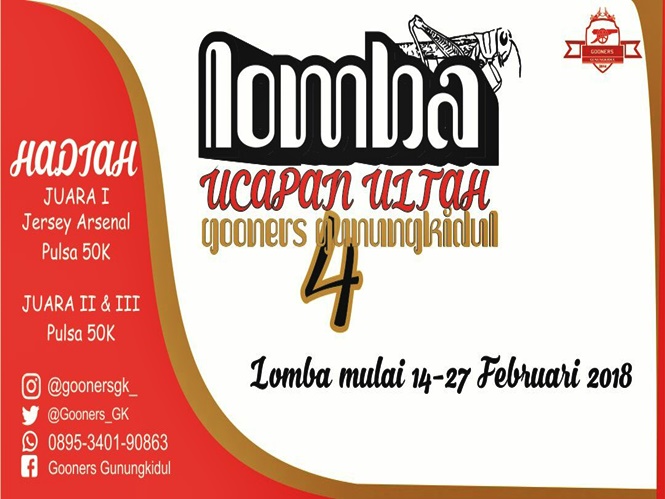 lomba
UCAPAN ULTAH
gooners gunungkidul
4
Lomba mulai 14-27 Februari 2018
HADIAH
JUARA I
Jersey Arsenal
Pulsa 50K
JUARA II & III
Pulsa 50K
@goonersgk_
@Gooners_GK
0895-3401-90863
Gooners Gunungkidul
GOONERS